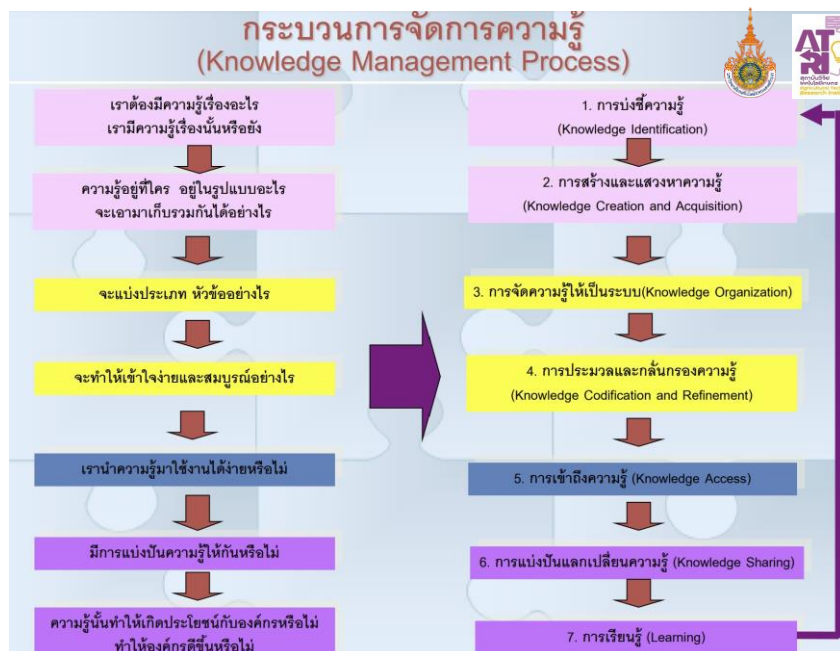 กระบวนการจัดการความรู้
(Knowledge Management Process)
ATRI
สถาบันวิจัย
เราต้องมีความรู้เรื่องอะไร
เรามีความรู้เรื่องนั้นหรือยัง
ความรู้อยู่ที่ใคร อยู่ในรูปแบบอะไร
จะเอามาเก็บรวมกันได้อย่างไร
จะแบ่งประเภท หัวข้ออย่างไร
จะทำให้เข้าใจง่ายและสมบูรณ์อย่างไร
เรานำความรู้มาใช้งานได้ง่ายหรือไม่
มีการแบ่งปันความรู้ให้กันหรือไม่
ความรู้นั้นทำให้เกิดประโยชน์กับองค์กรหรือไม่
ทำให้องค์กรดีขึ้นหรือไม่
1. การบ่งชี้ความรู้
(Knowledge Identification)
2. การสร้างและแสวงหาความรู้
(Knowledge Creation and Acquisition)
3. การจัดความรู้ให้เป็นระบบ(Knowledge Organization)
4. การประมวลและกลั่นกรองความรู้
(Knowledge Codification and Refinement)
5. การเข้าถึงความรู้ (Knowledge Access)
6. การแบ่งปันแลกเปลี่ยนความรู้ (Knowledge Sharing)
7. การเรียนรู้ (Learning)